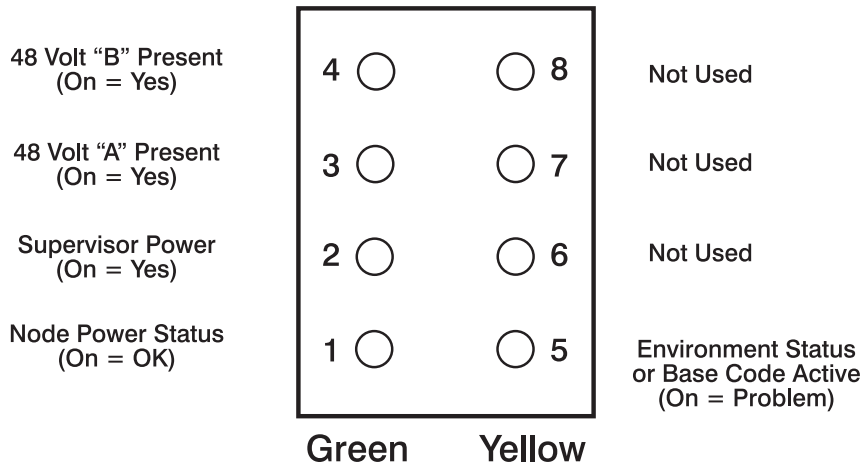 48 Volt “B” Present
(On = Yes)
4
8
Not Used
48 Volt “A” Present
(On = Yes)
3
7
Not Used
Supervisor Power
(On = Yes)
2
6
Not Used
Node Power Status
(On = OK)
1
5
Environment Status
or Base Code Active
(On = Problem)
Green
Yellow